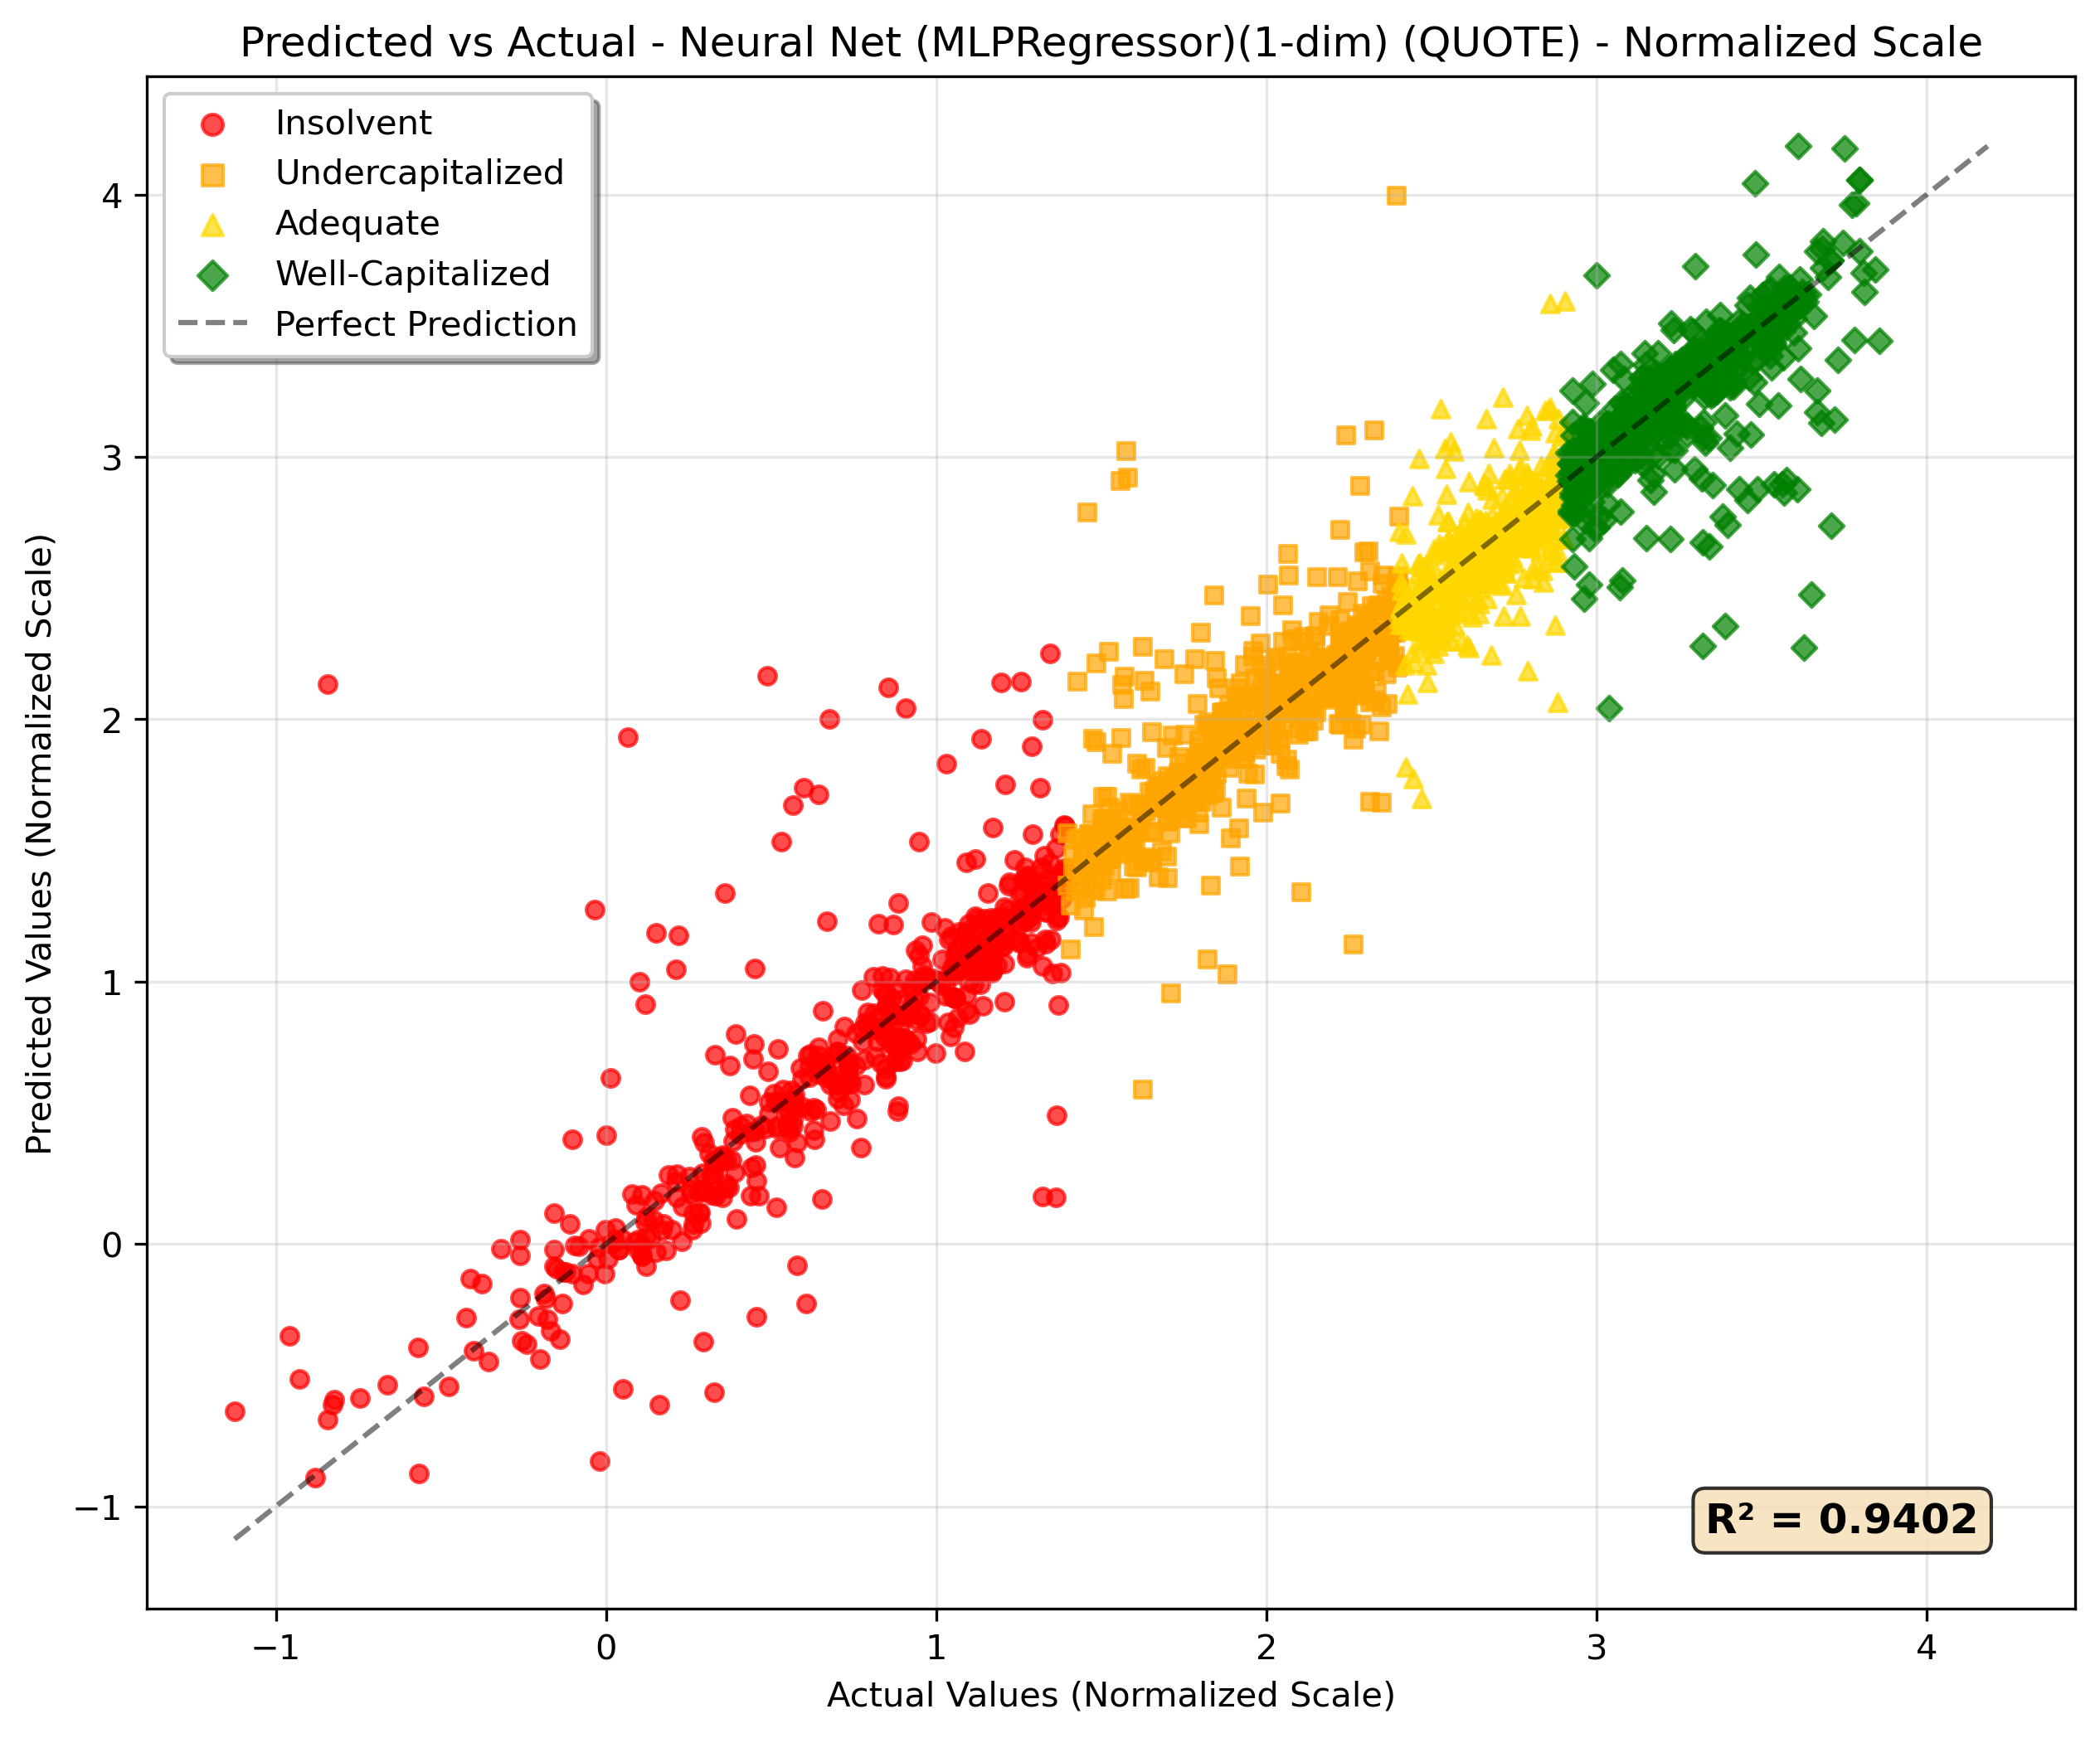 Predicted vs Actual - Neural Net (MLPRegressor)(1-dim) (QUOTE) - Normalized Scale
Insolvent
Undercapitalized
Adequate
Well-Capitalized
Perfect Prediction
Predicted Values (Normalized Scale)
4
3
2
1
0
−1
R² = 0.9402
−1 0 1 2 3 4
Actual Values (Normalized Scale)